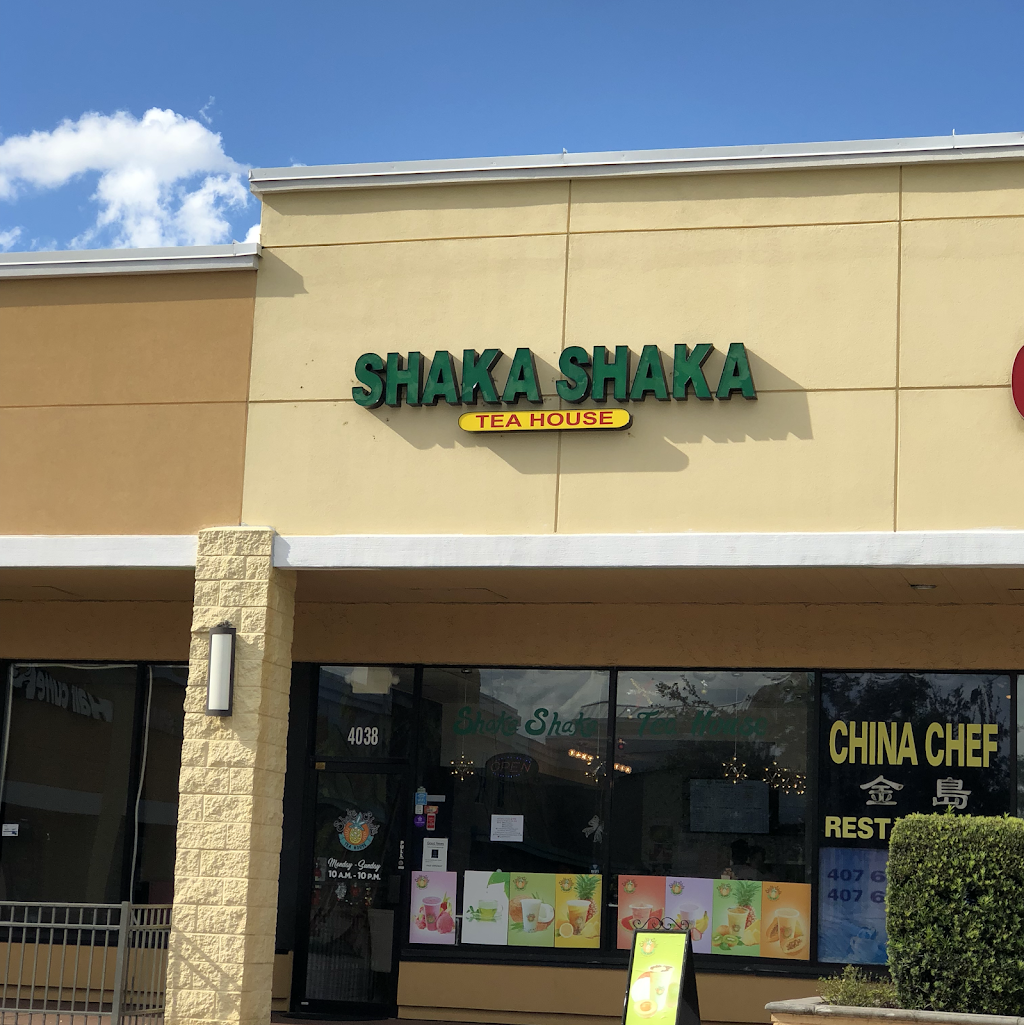 SHAKA SHAKA
TEA HOUSE
4038
Shaka Shaka Tea House
OPEN
CHINA CHEF
金島
Monday - Sunday
10 A.M. - 10 P.M.
PULL
407
407